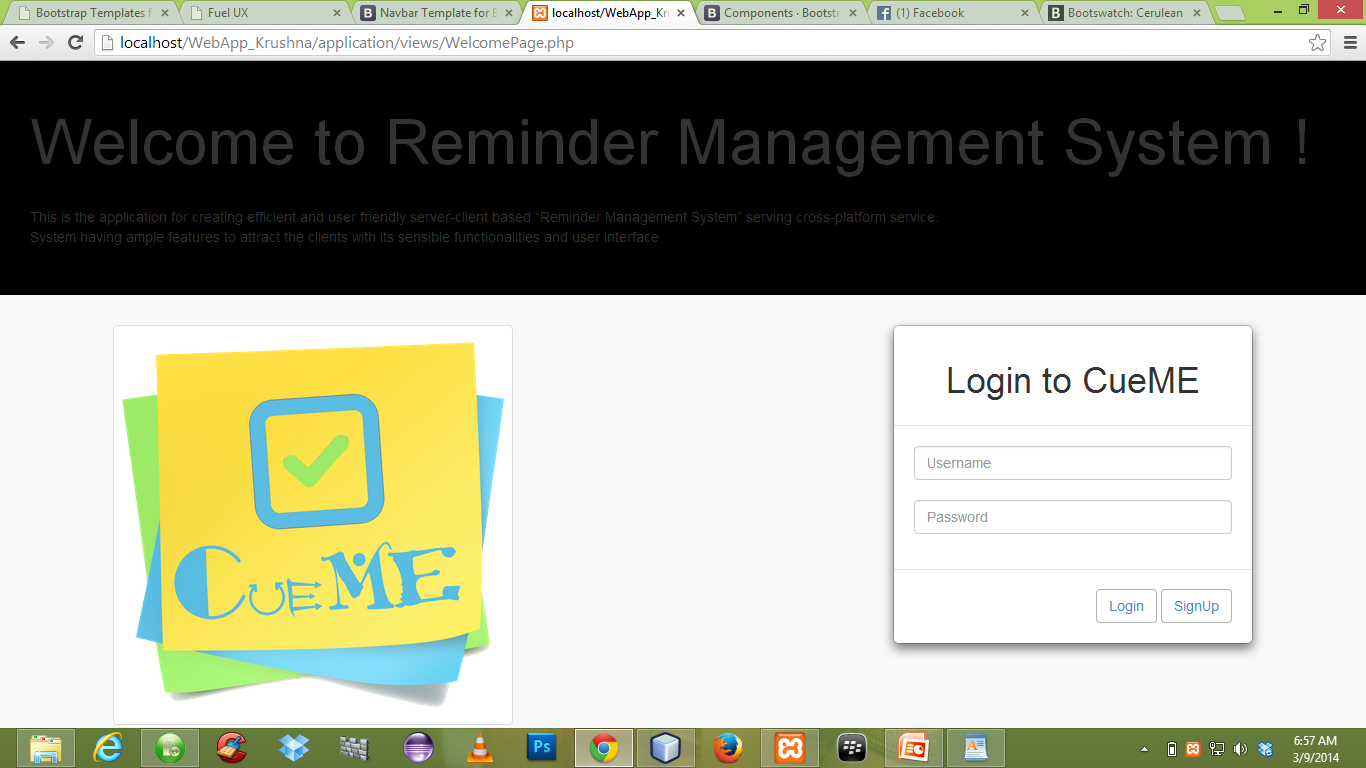 Bootstrap Templates f
Fuel UX
Navbar Template for B
localhost/WebApp_Kru
Components · Bootstr
(1) Facebook
Bootswatch: Cerulean
localhost/WebApp_Krushna/application/views/WelcomePage.php
Welcome to Reminder Management System !
This is the application for creating efficient and user friendly server-client based “Reminder Management System” serving cross-platform service.
System having ample features to attract the clients with its sensible functionalities and user interface.
CueME
Login to CueME
Username
Password
Login SignUp
Ps
6:57 AM
3/9/2014